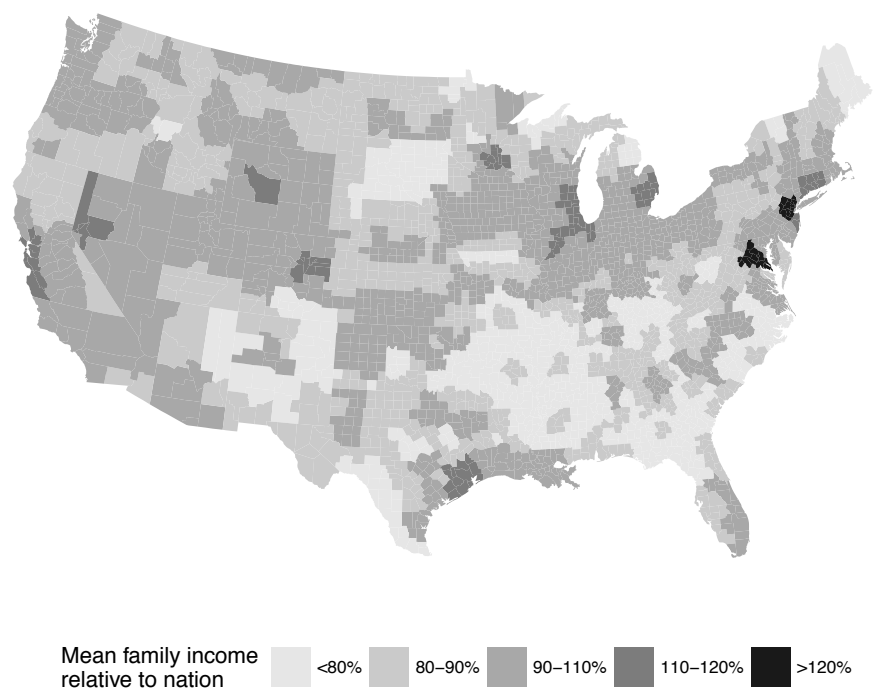 Mean family income
relative to nation
<80%
80–90%
90–110%
110–120%
>120%